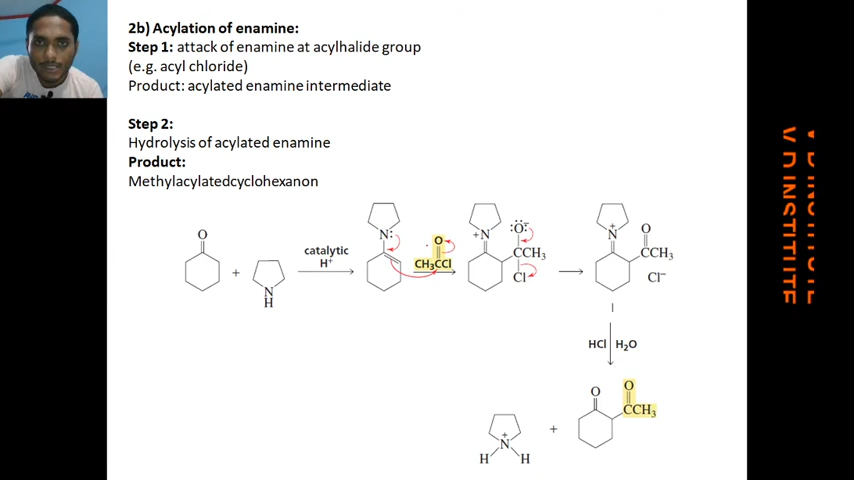 2b) Acylation of enamine:
Step 1: attack of enamine at acylhalide group
(e.g. acyl chloride)
Product: acylated enamine intermediate
Step 2:
Hydrolysis of acylated enamine
Product:
Methylacylatedcyclohexanon
O
+
N
H
catalytic
H⁺
N:
O
CH₃CCl
+N
:Ö:⁻
CCH₃
Cl
N⁺
O
CCH₃
Cl⁻
HCl
H₂O
N⁺
H H
+
O
O
CCH₃
V D INSTITIUTE